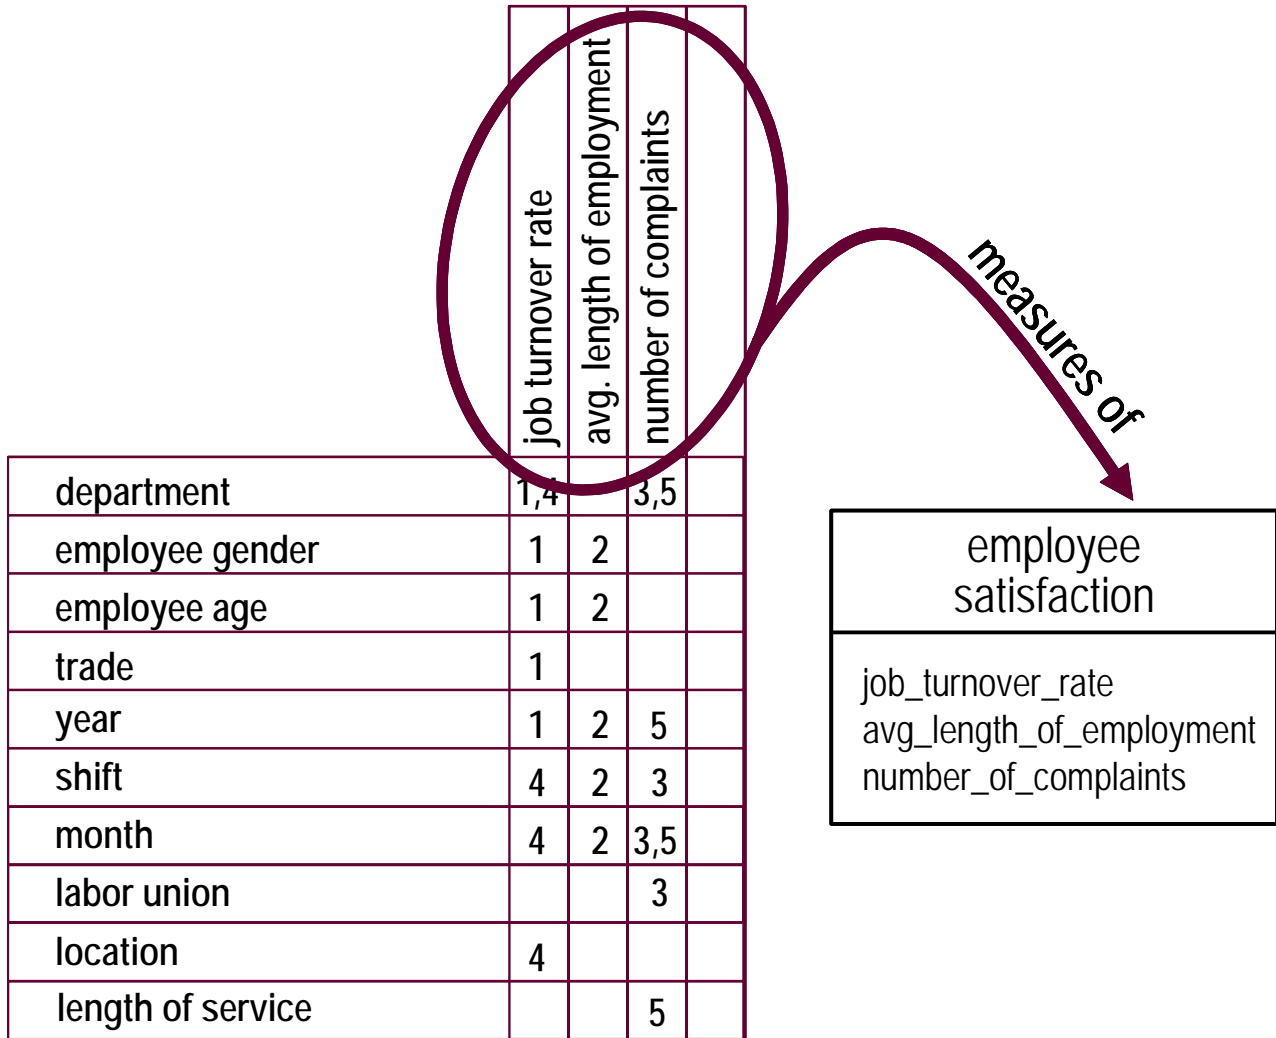 job turnover rate
avg. length of employment
number of complaints
measures of
department 1,4 3,5
employee gender 1 2
employee age 1 2
trade 1
year 1 2 5
shift 4 2 3
month 4 2 3,5
labor union 3
location 4
length of service 5
employee
satisfaction
job_turnover_rate
avg_length_of_employment
number_of_complaints